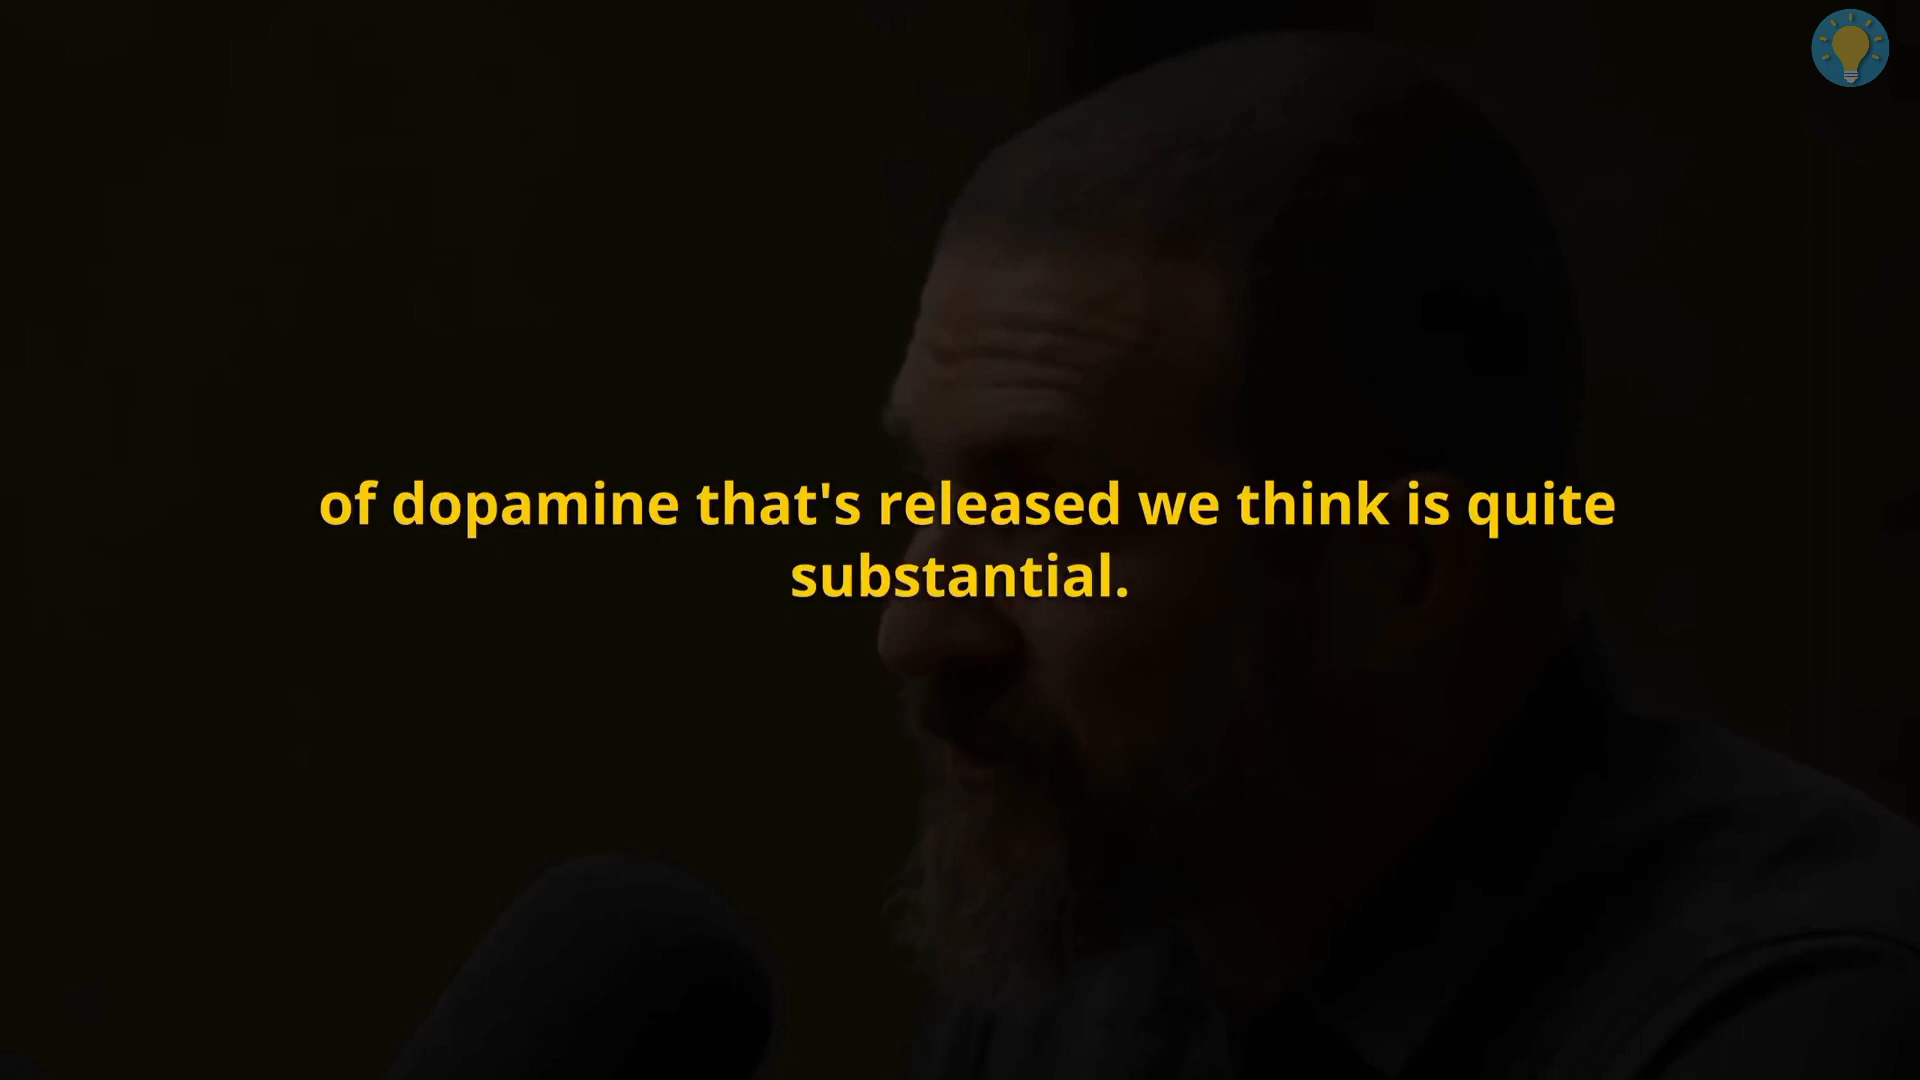 of dopamine that's released we think is quite
substantial.